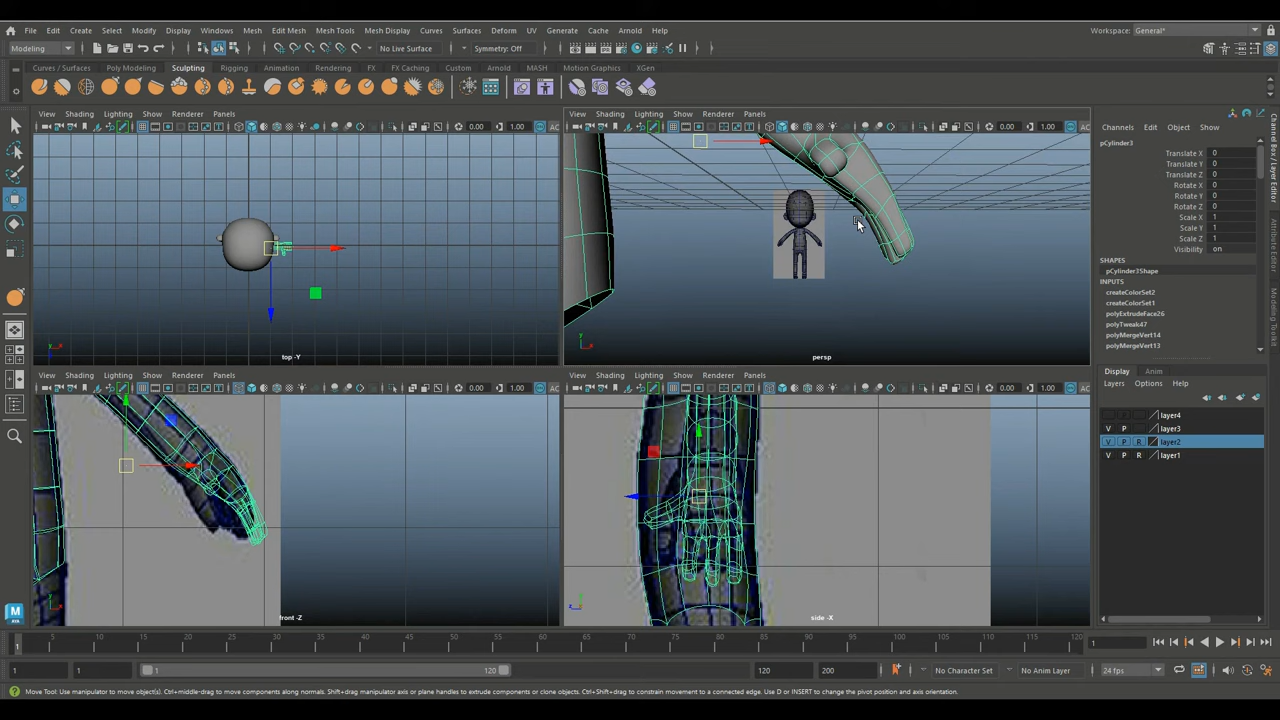 File Edit Create Select Modify Display Windows Mesh Edit Mesh Mesh Tools Mesh Display Curves Surfaces Deform UV Generate Cache Arnold Help Workspace: General*
Modeling No Live Surface Symmetry: Off
Curves / Surfaces Poly Modeling Sculpting Rigging Animation Rendering FX FX Caching Custom Arnold MASH Motion Graphics XGen
View Shading Lighting Show Renderer Panels
0.00 1.00 AC
top -Y
View Shading Lighting Show Renderer Panels
0.00 1.00 AC
persp
View Shading Lighting Show Renderer Panels
0.00 1.00
front -Z
View Shading Lighting Show Renderer Panels
0.00 1.00 AC
side -X
Channels Edit Object Show
pCylinder3
Translate X 0
Translate Y 0
Translate Z 0
Rotate X 0
Rotate Y 0
Rotate Z 0
Scale X 1
Scale Y 1
Scale Z 1
Visibility on
SHAPES
pCylinder3Shape
INPUTS
createColorSet2
createColorSet1
polyExtrudeFace26
polyTweak47
polyMergeVert14
polyMergeVert13
Display Anim
Layers Options Help
layer4
V P layer3
V P R layer2
V P R layer1
Channel Box / Layer Editor
5 10 15 20 25 30 35 40 45 50 55 60 65 70 75 80 85 90 95 100 105 110 115 120
1 1
1 1 1 120 120 200 No Character Set No Anim Layer 24 fps
Move Tool: Use manipulator to move object(s). Ctrl+middle-drag to move components along normals. Shift+drag manipulator axis or plane handles to extrude components or clone objects. Ctrl+Shift+drag to constrain movement to a connected edge. Use D or INSERT to change the pivot position and axis orientation.